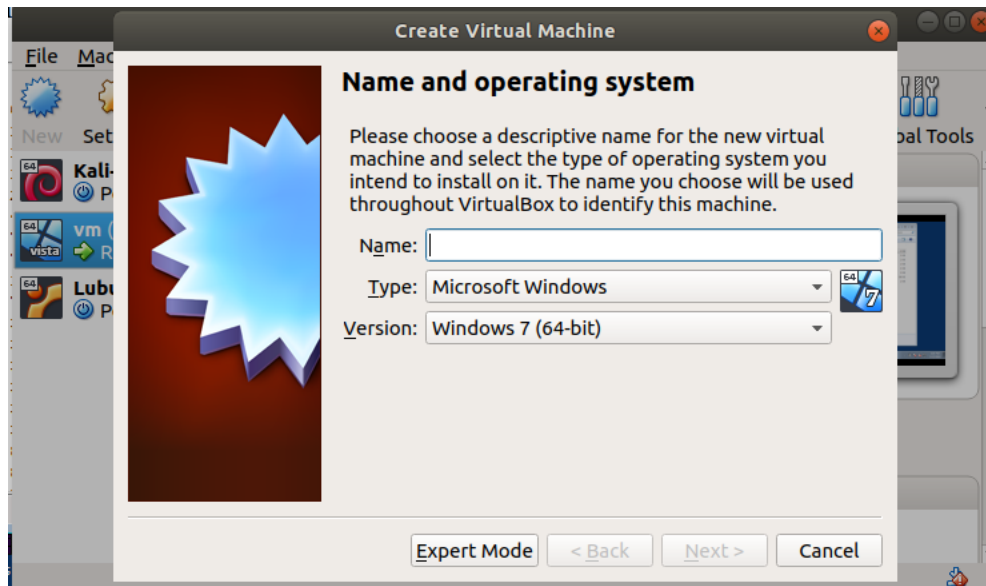 Create Virtual Machine
File Mac
New Set
bal Tools
64
Kali-
64
vista
vm (
64
Lubu
Name and operating system
Please choose a descriptive name for the new virtual
machine and select the type of operating system you
intend to install on it. The name you choose will be used
throughout VirtualBox to identify this machine.
Name:
Type: Microsoft Windows
64
7
Version: Windows 7 (64-bit)
Expert Mode < Back Next > Cancel